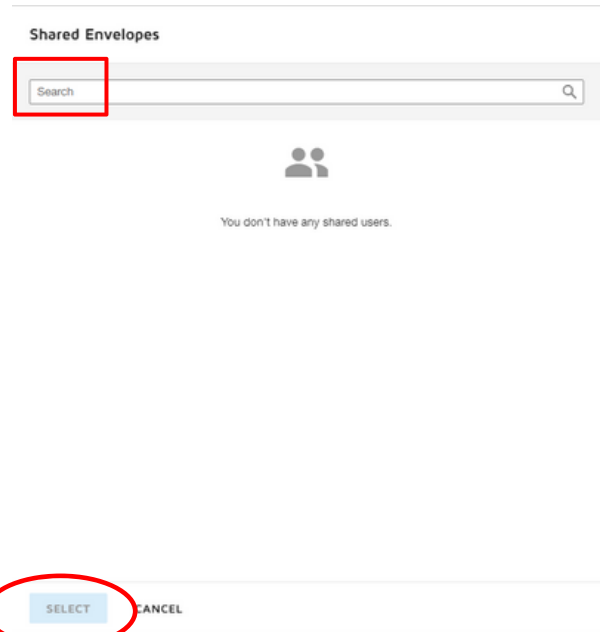 Shared Envelopes
Search
You don't have any shared users.
SELECT CANCEL